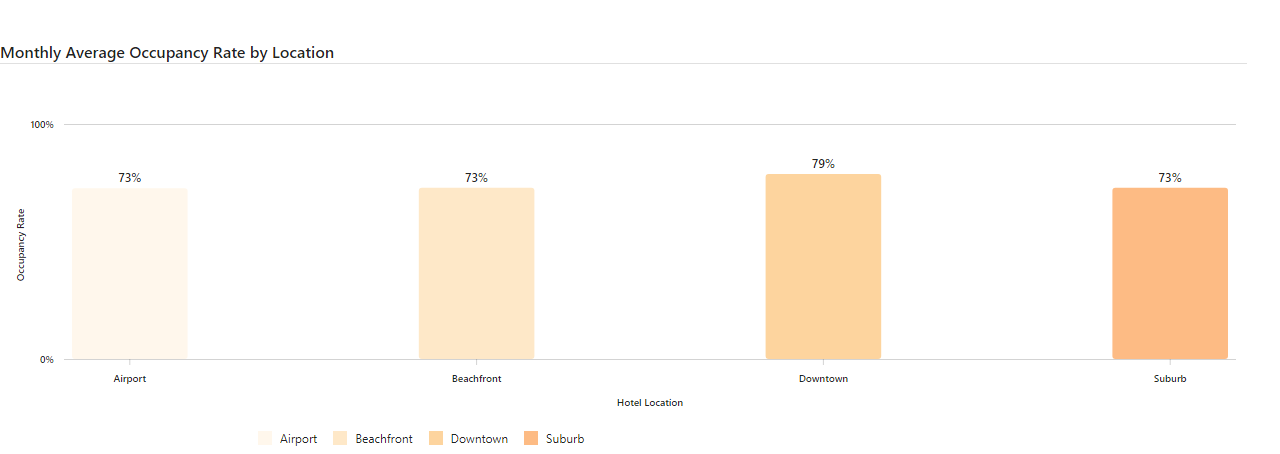 Monthly Average Occupancy Rate by Location
100%
79%
73% 73% 73%
Occupancy Rate
0%
Airport Beachfront Downtown Suburb
Hotel Location
Airport Beachfront Downtown Suburb